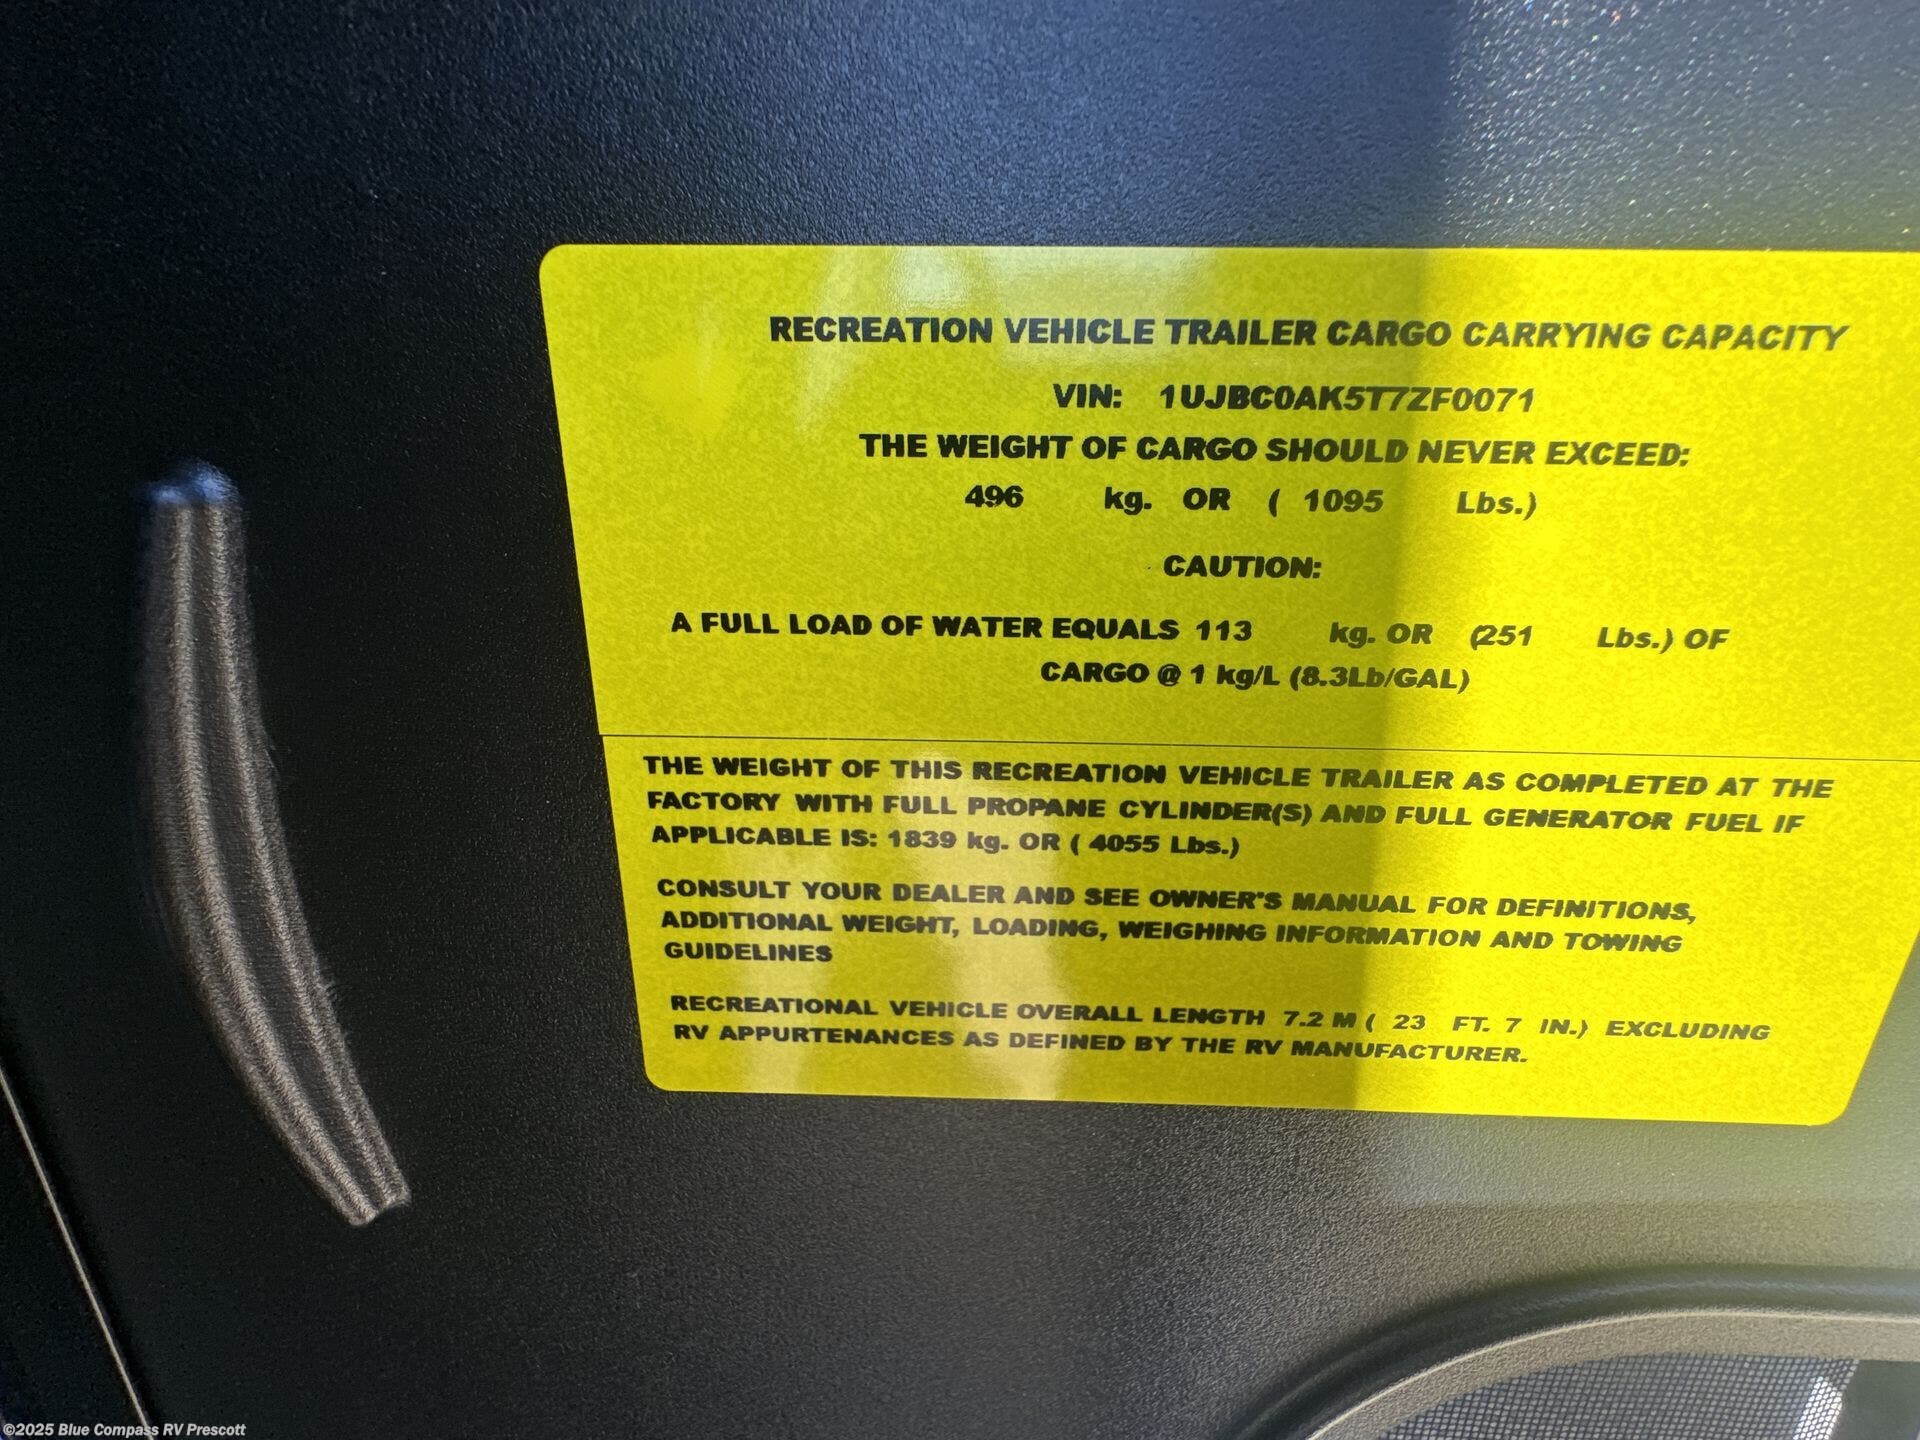 RECREATION VEHICLE TRAILER CARGO CARRYING CAPACITY
VIN: 1UJBC0AK5T7ZF0071
THE WEIGHT OF CARGO SHOULD NEVER EXCEED:
496 kg. OR ( 1095 Lbs.)
CAUTION:
A FULL LOAD OF WATER EQUALS 113 kg. OR (251 Lbs.) OF
CARGO @ 1 kg/L (8.3Lb/GAL)
THE WEIGHT OF THIS RECREATION VEHICLE TRAILER AS COMPLETED AT THE
FACTORY WITH FULL PROPANE CYLINDER(S) AND FULL GENERATOR FUEL IF
APPLICABLE IS: 1839 kg. OR ( 4055 Lbs.)
CONSULT YOUR DEALER AND SEE OWNER'S MANUAL FOR DEFINITIONS,
ADDITIONAL WEIGHT, LOADING, WEIGHING INFORMATION AND TOWING
GUIDELINES
RECREATIONAL VEHICLE OVERALL LENGTH 7.2 M ( 23 FT. 7 IN.) EXCLUDING
RV APPURTENANCES AS DEFINED BY THE RV MANUFACTURER.
©2025 Blue Compass RV Prescott